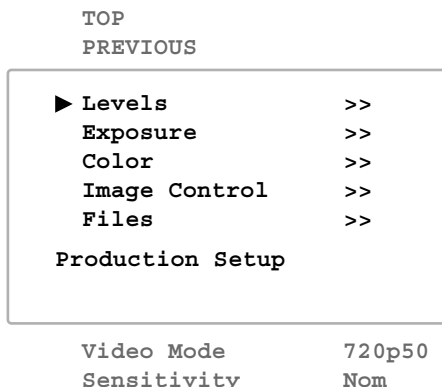 TOP
PREVIOUS
▶ Levels >>
Exposure >>
Color >>
Image Control >>
Files >>
Production Setup
Video Mode 720p50
Sensitivity Nom